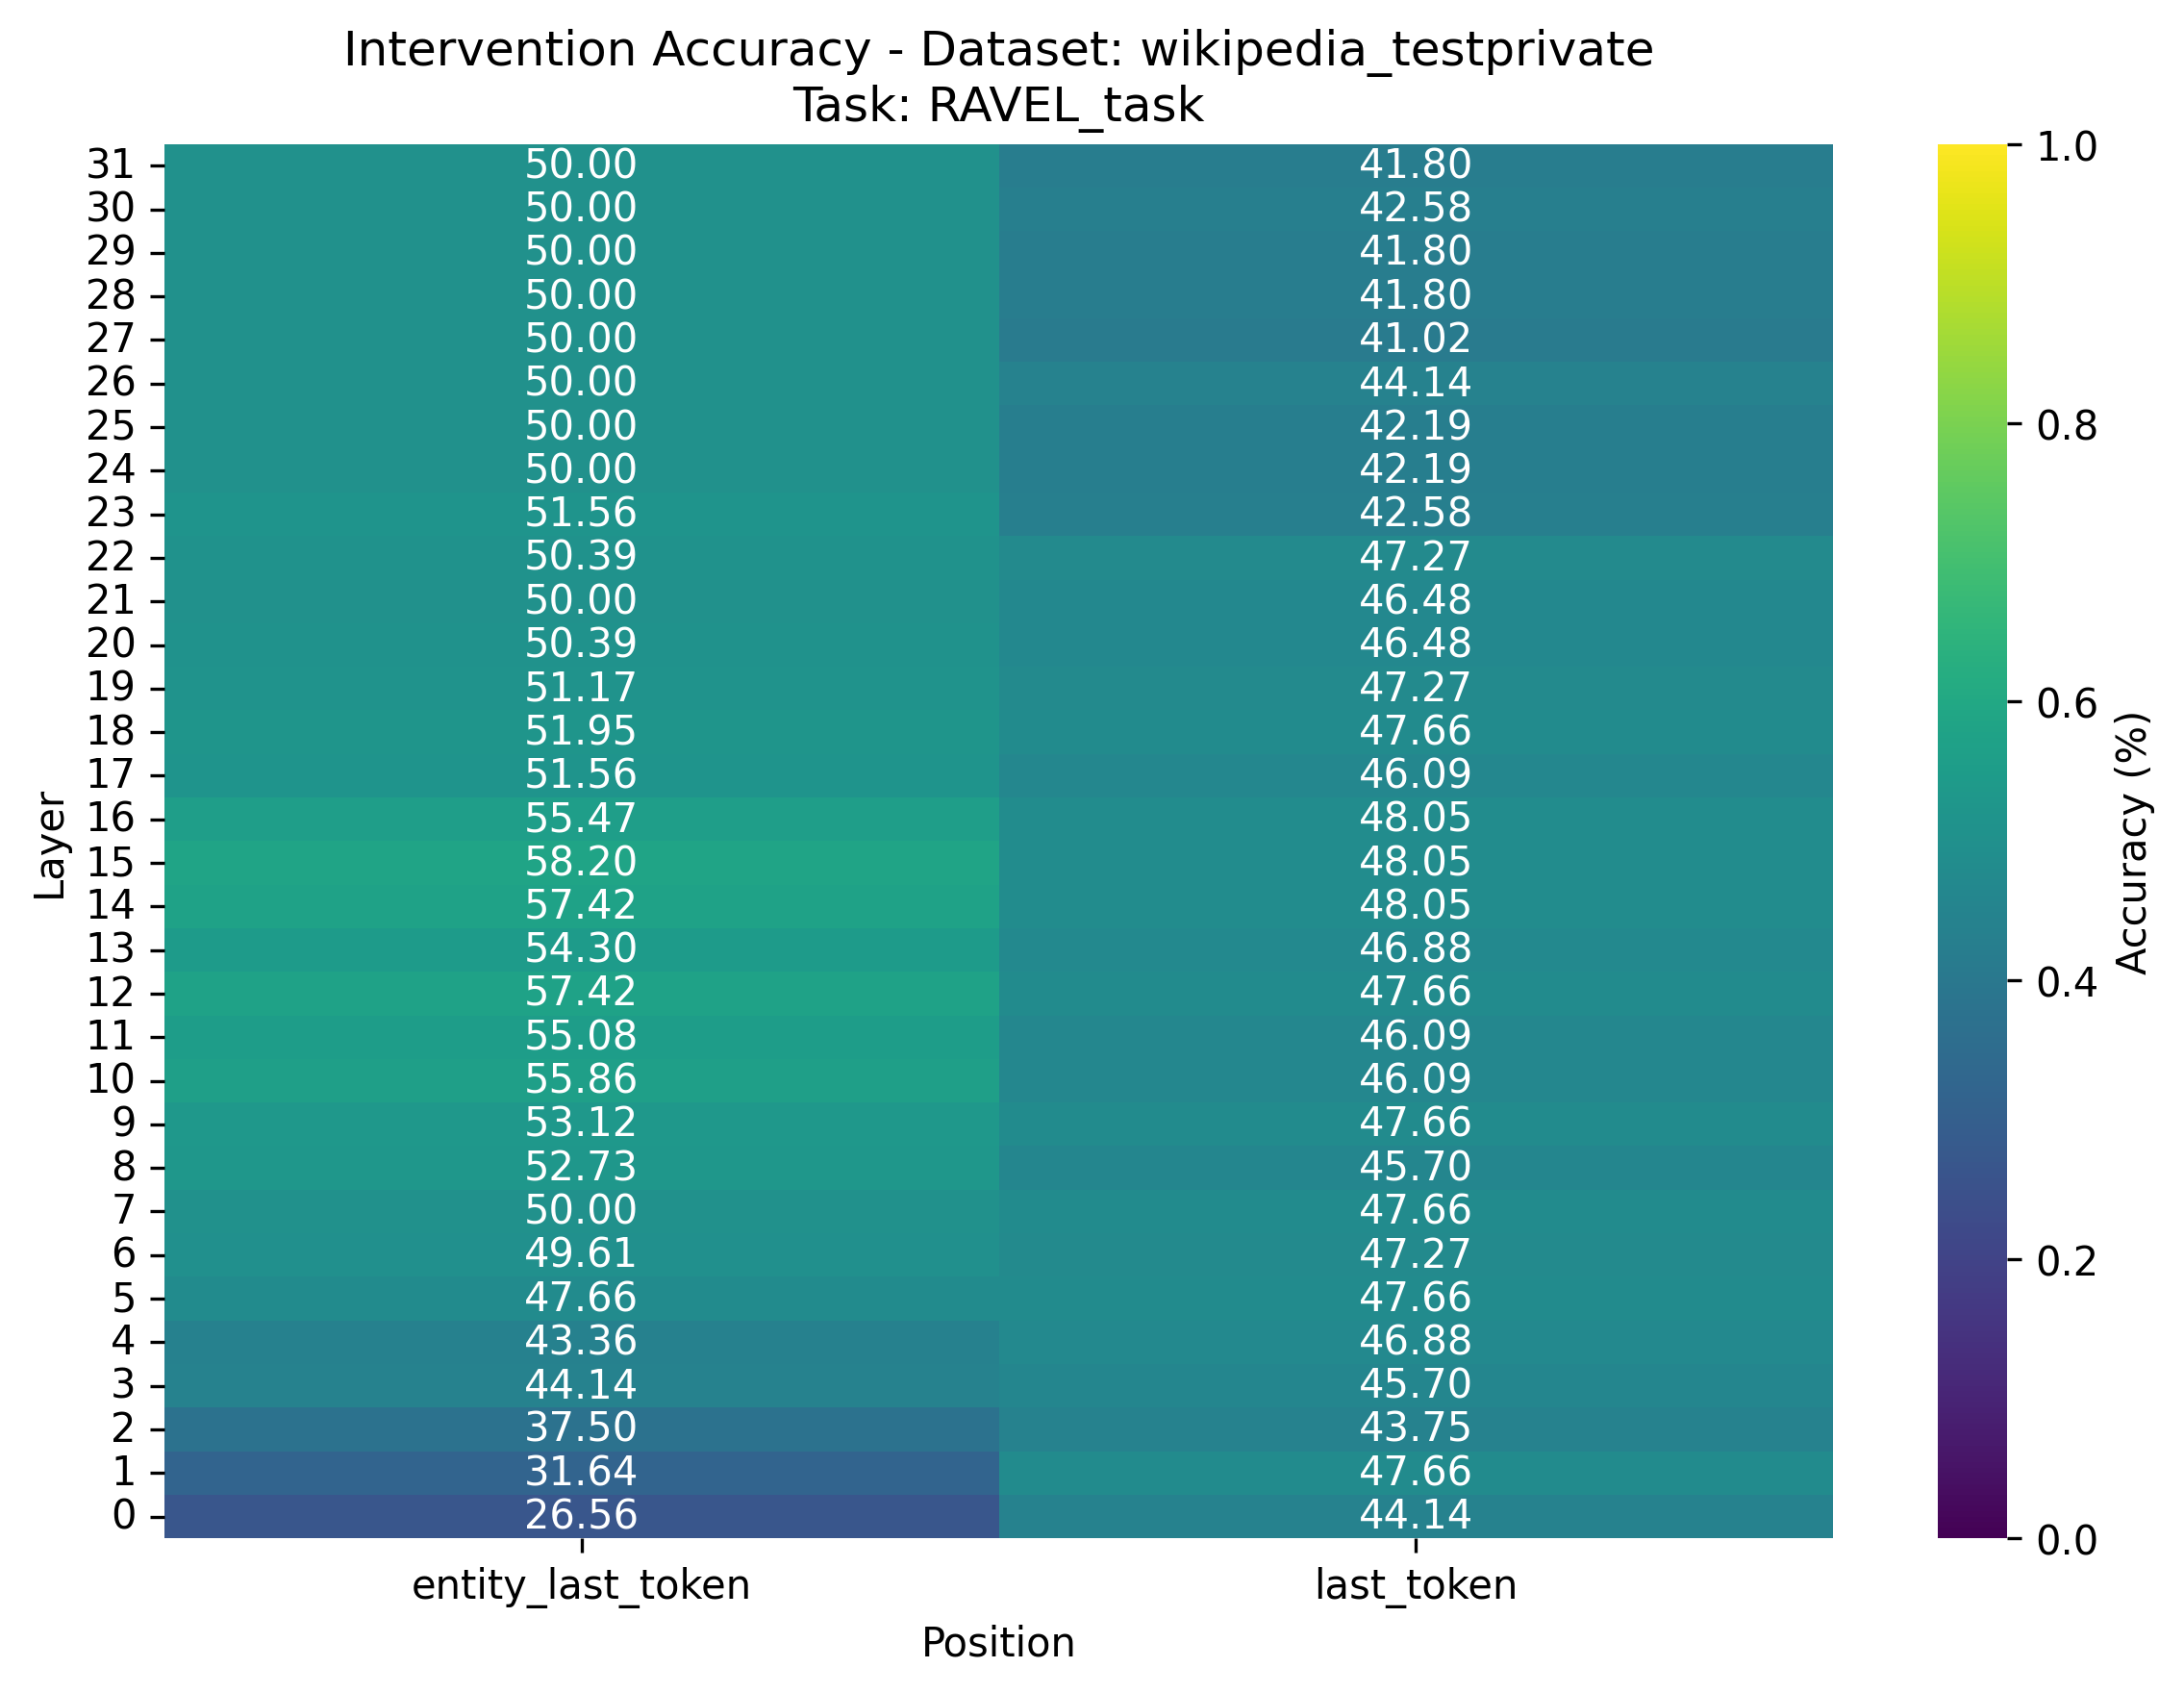 Intervention Accuracy - Dataset: wikipedia_testprivate
Task: RAVEL_task
Layer
31 50.00 41.80
30 50.00 42.58
29 50.00 41.80
28 50.00 41.80
27 50.00 41.02
26 50.00 44.14
25 50.00 42.19
24 50.00 42.19
23 51.56 42.58
22 50.39 47.27
21 50.00 46.48
20 50.39 46.48
19 51.17 47.27
18 51.95 47.66
17 51.56 46.09
16 55.47 48.05
15 58.20 48.05
14 57.42 48.05
13 54.30 46.88
12 57.42 47.66
11 55.08 46.09
10 55.86 46.09
9 53.12 47.66
8 52.73 45.70
7 50.00 47.66
6 49.61 47.27
5 47.66 47.66
4 43.36 46.88
3 44.14 45.70
2 37.50 43.75
1 31.64 47.66
0 26.56 44.14
entity_last_token last_token
Position
1.0
0.8
0.6
0.4
0.2
0.0
Accuracy (%)